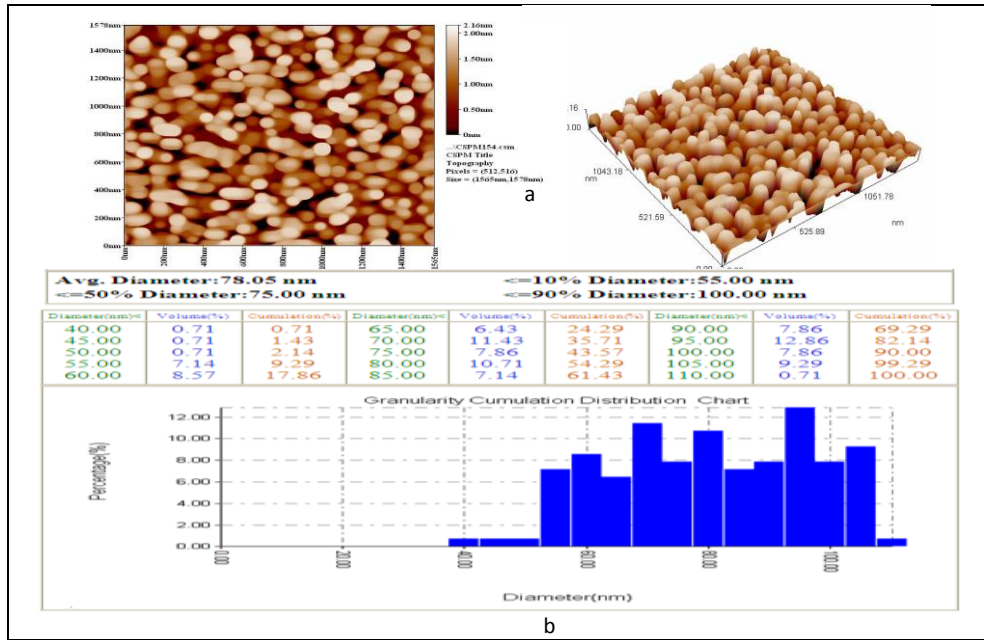 1578nm
1400nm
1200nm
1000nm
800nm
600nm
400nm
200nm
0nm
0nm
200nm
400nm
600nm
800nm
1000nm
1200nm
1400nm
1565nm
2.16nm
2.00nm
1.50nm
1.00nm
0.50nm
0nm
...\CSPM154.csm
CSPM Title
Topography
Pixels = (512,516)
Size = (1565nm,1578nm)
a
1043.18
nm
521.59
1051.78
nm
525.89
Avg. Diameter:78.05 nm <=10% Diameter:55.00 nm
<=50% Diameter:75.00 nm <=90% Diameter:100.00 nm
Diameter(nm)< Volume(%) Cumulation(%) Diameter(nm)< Volume(%) Cumulation(%) Diameter(nm)< Volume(%) Cumulation(%)
40.00 0.71 0.71 65.00 6.43 24.29 90.00 7.86 69.29
45.00 0.71 1.43 70.00 11.43 35.71 95.00 12.86 82.14
50.00 0.71 2.14 75.00 7.86 43.57 100.00 7.86 90.00
55.00 7.14 9.29 80.00 10.71 54.29 105.00 9.29 99.29
60.00 8.57 17.86 85.00 7.14 61.43 110.00 0.71 100.00
Granularity Cumulation Distribution Chart
Percentage(%)
12.00
10.00
8.00
6.00
4.00
2.00
0.00
0.00
20.00
40.00
60.00
80.00
100.00
Diameter(nm)
b